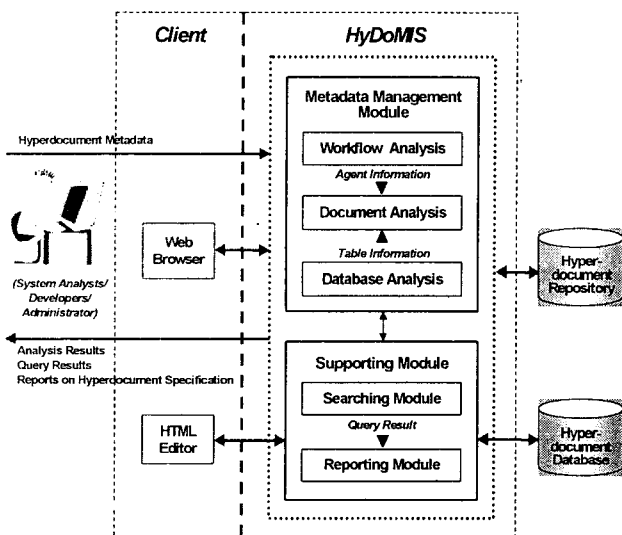 Client
HyDoMIS
Metadata Management
Module
Hyperdocument Metadata
Workflow Analysis
Agent Information
Document Analysis
Web
Browser
Table Information
Database Analysis
(System Analysts/
Developers/
Administrator)
Hyper-
document
Repository
Analysis Results
Query Results
Reports on Hyperdocument Specification
Supporting Module
Searching Module
HTML
Editor
Query Result
Reporting Module
Hyper-
document
Database